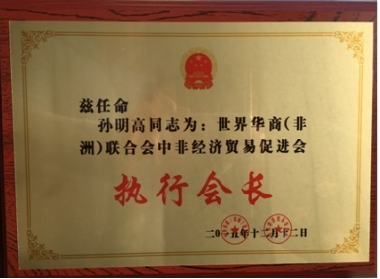 兹任命
孙明高同志为：世界华商（非
洲）联合会中非经济贸易促进会
执行会长
二0一五年十二月十二日